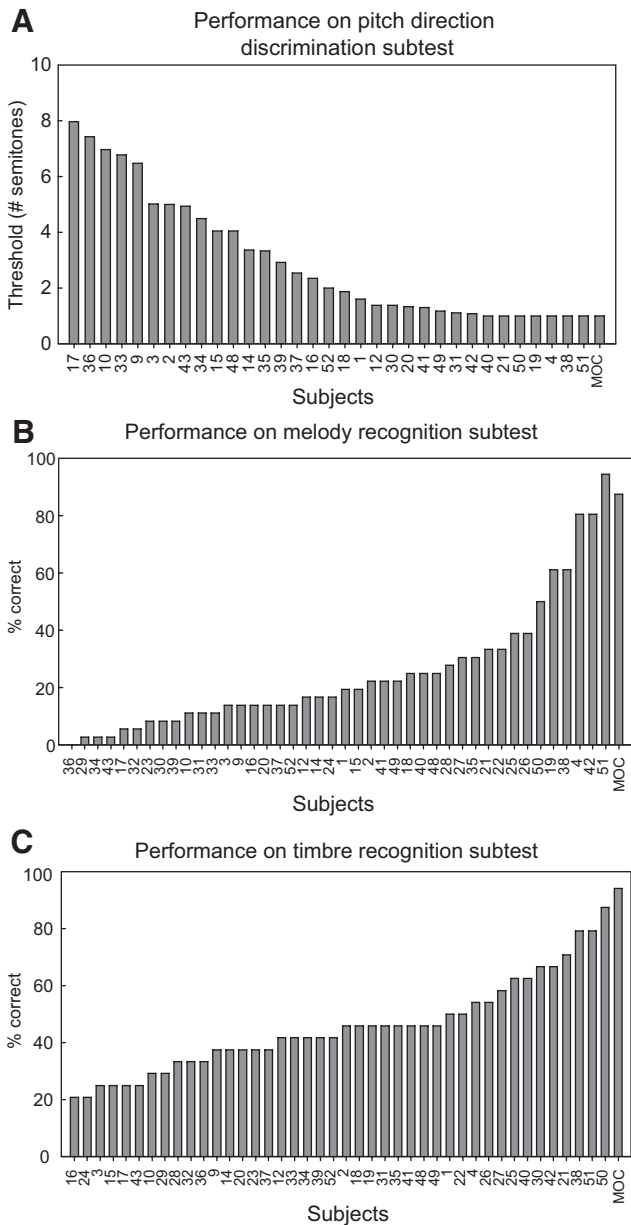 A
Performance on pitch direction
discrimination subtest
Threshold (# semitones)
10
8
6
4
2
0
17 36 10 33 9 3 2 43 34 15 48 14 35 39 37 16 52 18 1 12 30 20 41 49 31 42 40 21 50 19 4 38 51 MOC
Subjects
B
Performance on melody recognition subtest
% correct
100
80
60
40
20
0
36 29 34 43 17 32 23 30 39 10 31 33 3 9 16 20 37 52 12 14 24 1 15 2 41 49 18 40 48 28 27 35 21 22 25 26 50 19 38 4 42 51 MOC
Subjects
C
Performance on timbre recognition subtest
% correct
100
80
60
40
20
0
16 24 3 15 17 43 10 29 28 32 36 9 14 20 23 37 12 33 34 39 52 2 18 19 31 35 41 48 49 1 22 4 26 27 25 40 30 42 21 38 51 50 MOC
Subjects